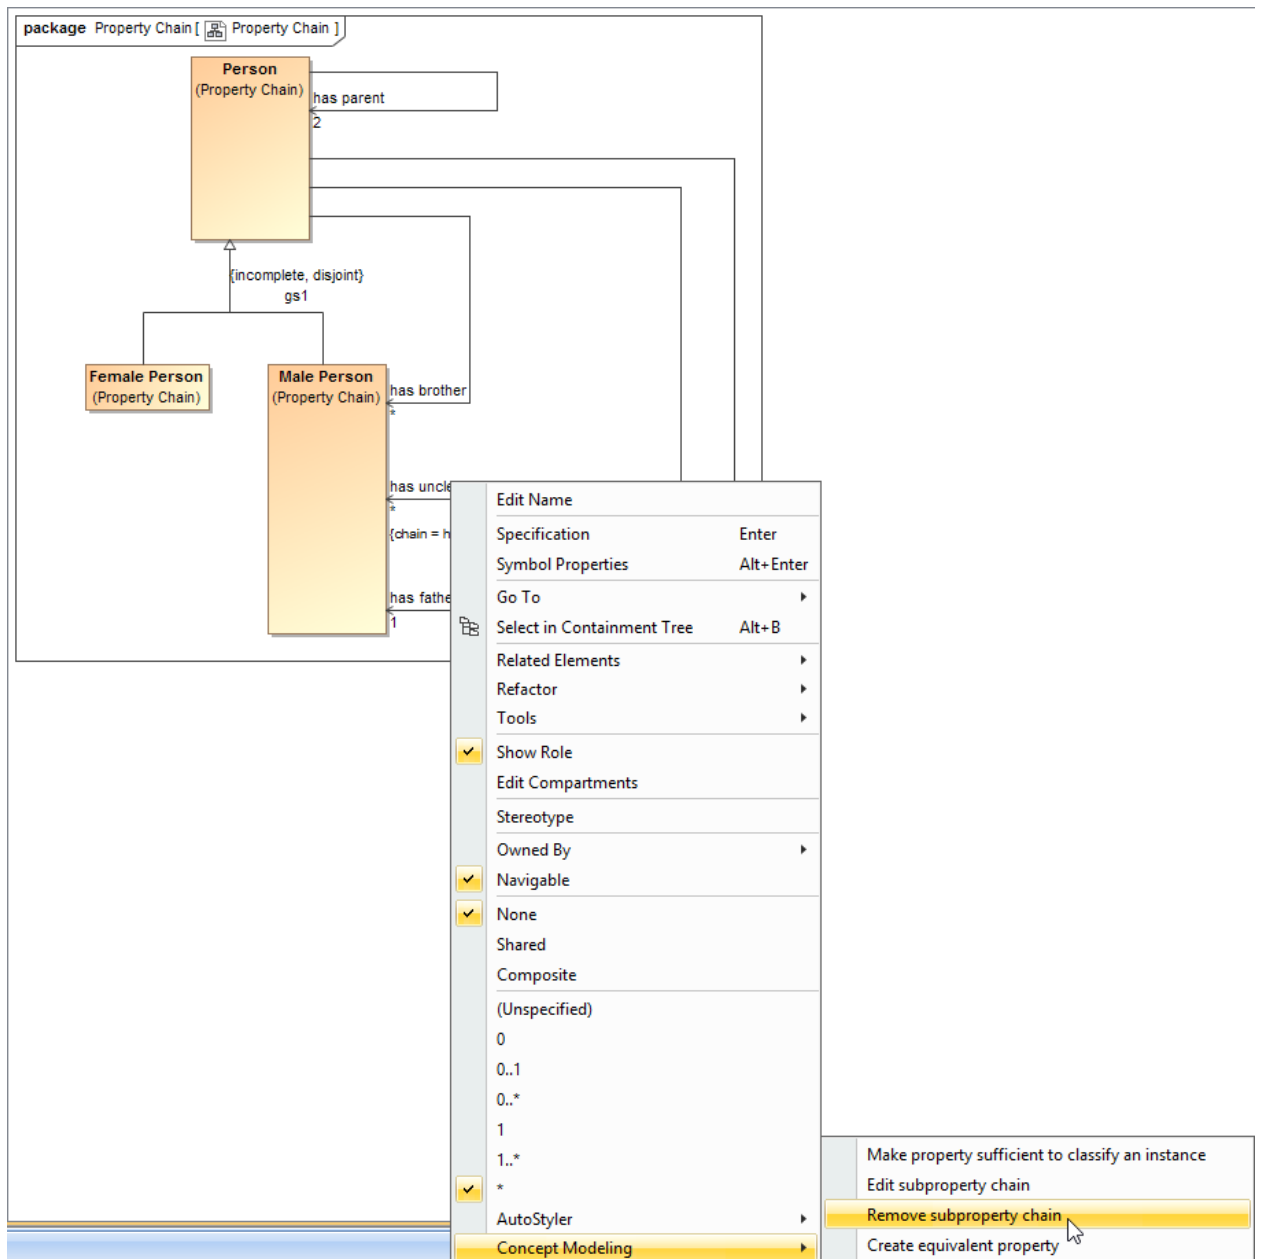 package Property Chain [ Property Chain ]
Person
(Property Chain)
has parent
2
{incomplete, disjoint}
gs1
Female Person
(Property Chain)
Male Person
(Property Chain)
has brother
*
has uncle
*
{chain = h
has fathe
1
Edit Name
Specification Enter
Symbol Properties Alt+Enter
Go To
Select in Containment Tree Alt+B
Related Elements
Refactor
Tools
Show Role
Edit Compartments
Stereotype
Owned By
Navigable
None
Shared
Composite
(Unspecified)
0
0..1
0..*
1
1..*
*
AutoStyler
Concept Modeling
Make property sufficient to classify an instance
Edit subproperty chain
Remove subproperty chain
Create equivalent property